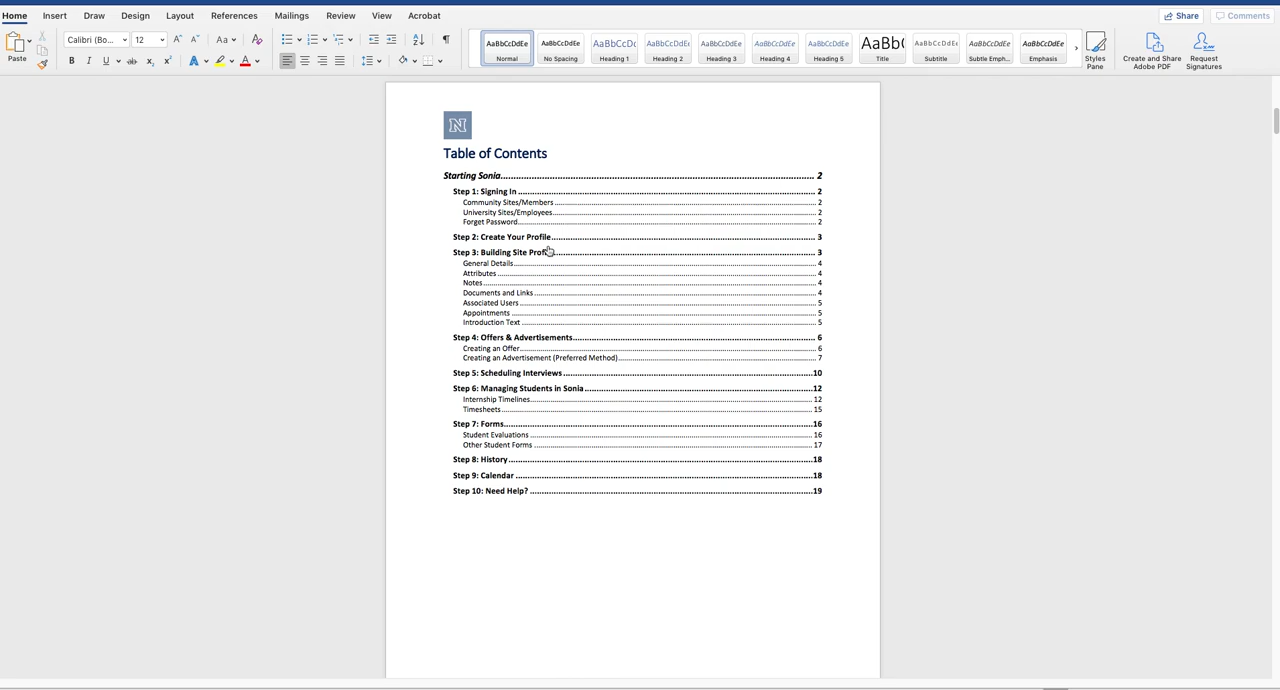 Home Insert Draw Design Layout References Mailings Review View Acrobat Share Comments
Paste Calibri (Bo... 12 Aa
AaBbCcDdEe AaBbCcDdEe AaBbCcDc AaBbCcDdEe AaBbCcDdEe AaBbCcDdEe AaBbCcDdEe AaBb( AaBbCcDdEe AaBbCcDdEe AaBbCcDdEe
Normal No Spacing Heading 1 Heading 2 Heading 3 Heading 4 Heading 5 Title Subtitle Subtle Emph... Emphasis
Styles Pane Create and Share Adobe PDF Request Signatures
N
Table of Contents
Starting Sonia 2
Step 1: Signing In 2
Community Sites/Members 2
University Sites/Employees 2
Forget Password 2
Step 2: Create Your Profile 3
Step 3: Building Site 3
General Details 4
Attributes 4
Notes 4
Documents and Links 4
Associated Users 5
Appointments 5
Introduction Text 5
Step 4: Offers & Advertisements 6
Creating an Offer 6
Creating an Advertisement (Preferred Method) 7
Step 5: Scheduling Interviews 10
Step 6: Managing Students in Sonia 12
Internship Timelines 12
Timesheets 15
Step 7: Forms 16
Student Evaluations 16
Other Student Forms 17
Step 8: History 18
Step 9: Calendar 18
Step 10: Need Help? 19